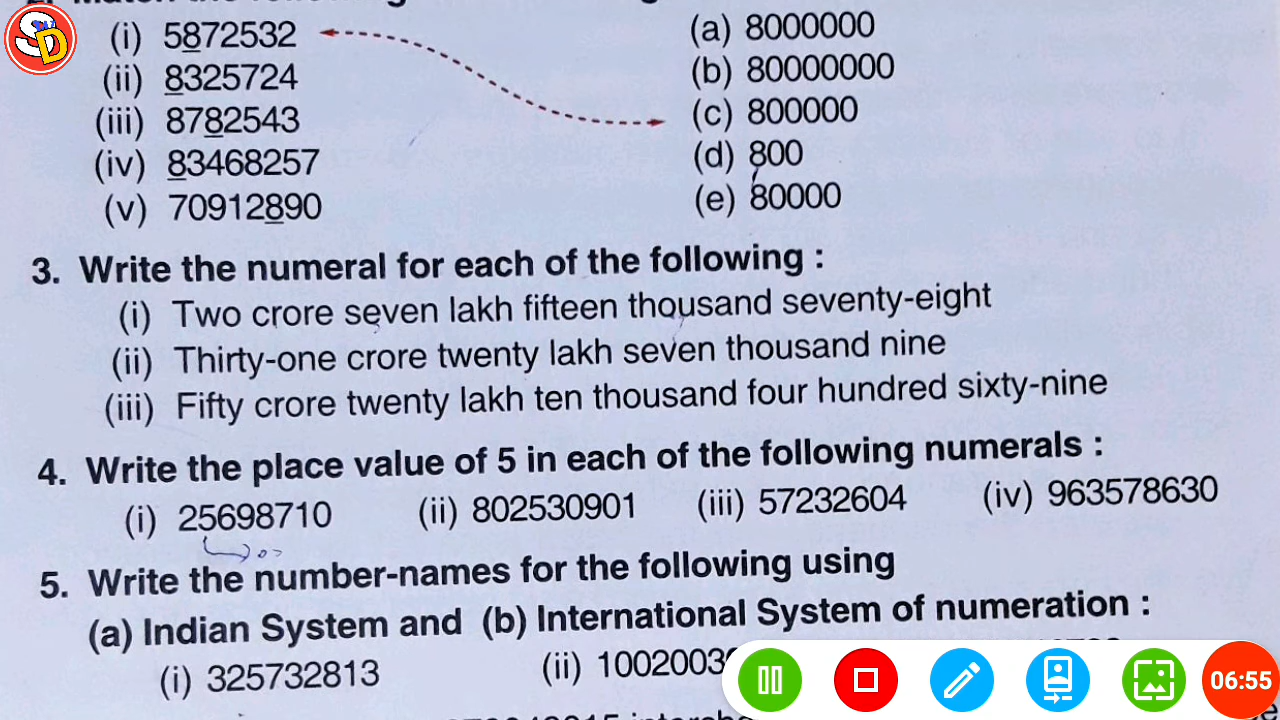 SD
(i) 5872532 (a) 8000000
(ii) 8325724 (b) 80000000
(iii) 8782543 (c) 800000
(iv) 83468257 (d) 800
(v) 70912890 (e) 80000
3. Write the numeral for each of the following :
(i) Two crore seven lakh fifteen thousand seventy-eight
(ii) Thirty-one crore twenty lakh seven thousand nine
(iii) Fifty crore twenty lakh ten thousand four hundred sixty-nine
4. Write the place value of 5 in each of the following numerals :
(i) 25698710 (ii) 802530901 (iii) 57232604 (iv) 963578630
5. Write the number-names for the following using
(a) Indian System and (b) International System of numeration :
(i) 325732813 (ii) 1002003
06:55